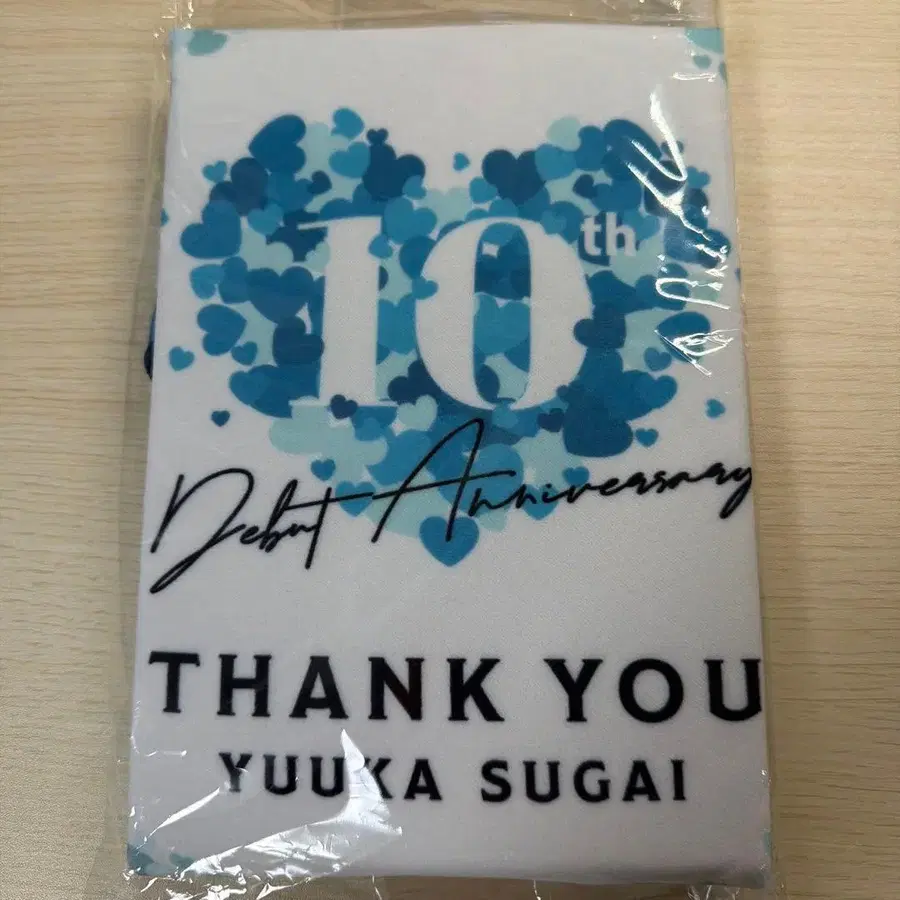 10th
Debut Anniversary
THANK YOU
YUUKA SUGAI